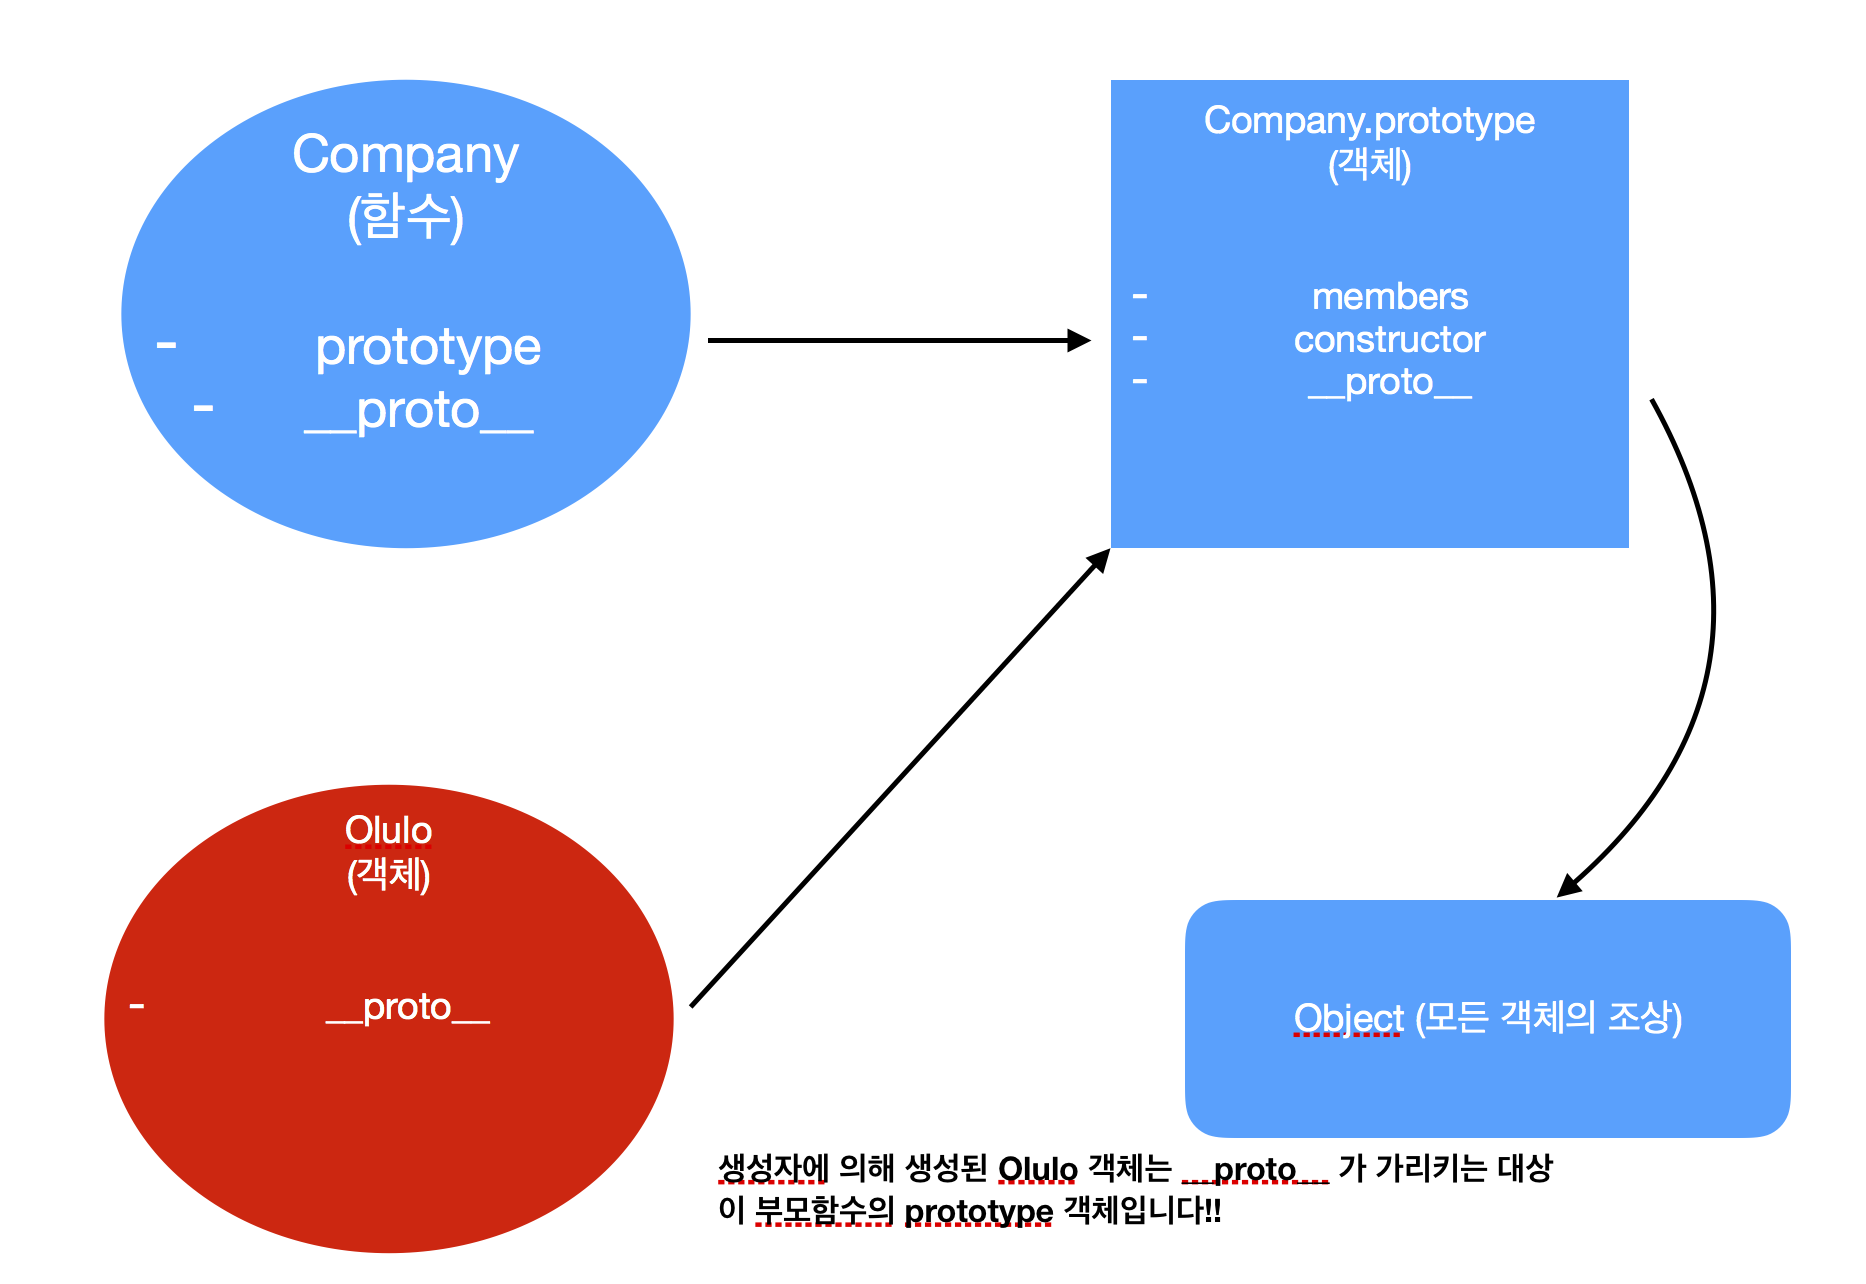 Company
(함수)
- prototype
- __proto__
Company.prototype
(객체)
- members
- constructor
- __proto__
Olulo
(객체)
- __proto__
Object (모든 객체의 조상)
생성자에 의해 생성된 Olulo 객체는 __proto__ 가 가리키는 대상
이 부모함수의 prototype 객체입니다!!